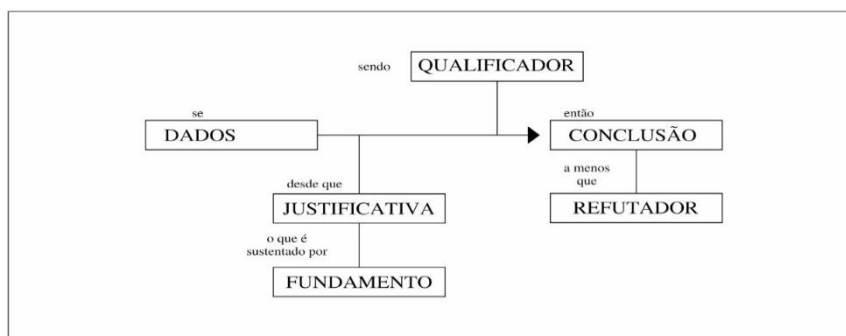 sendo
QUALIFICADOR
se
DADOS
então
CONCLUSÃO
desde que
JUSTIFICATIVA
a menos
que
REFUTADOR
o que é
sustentado por
FUNDAMENTO